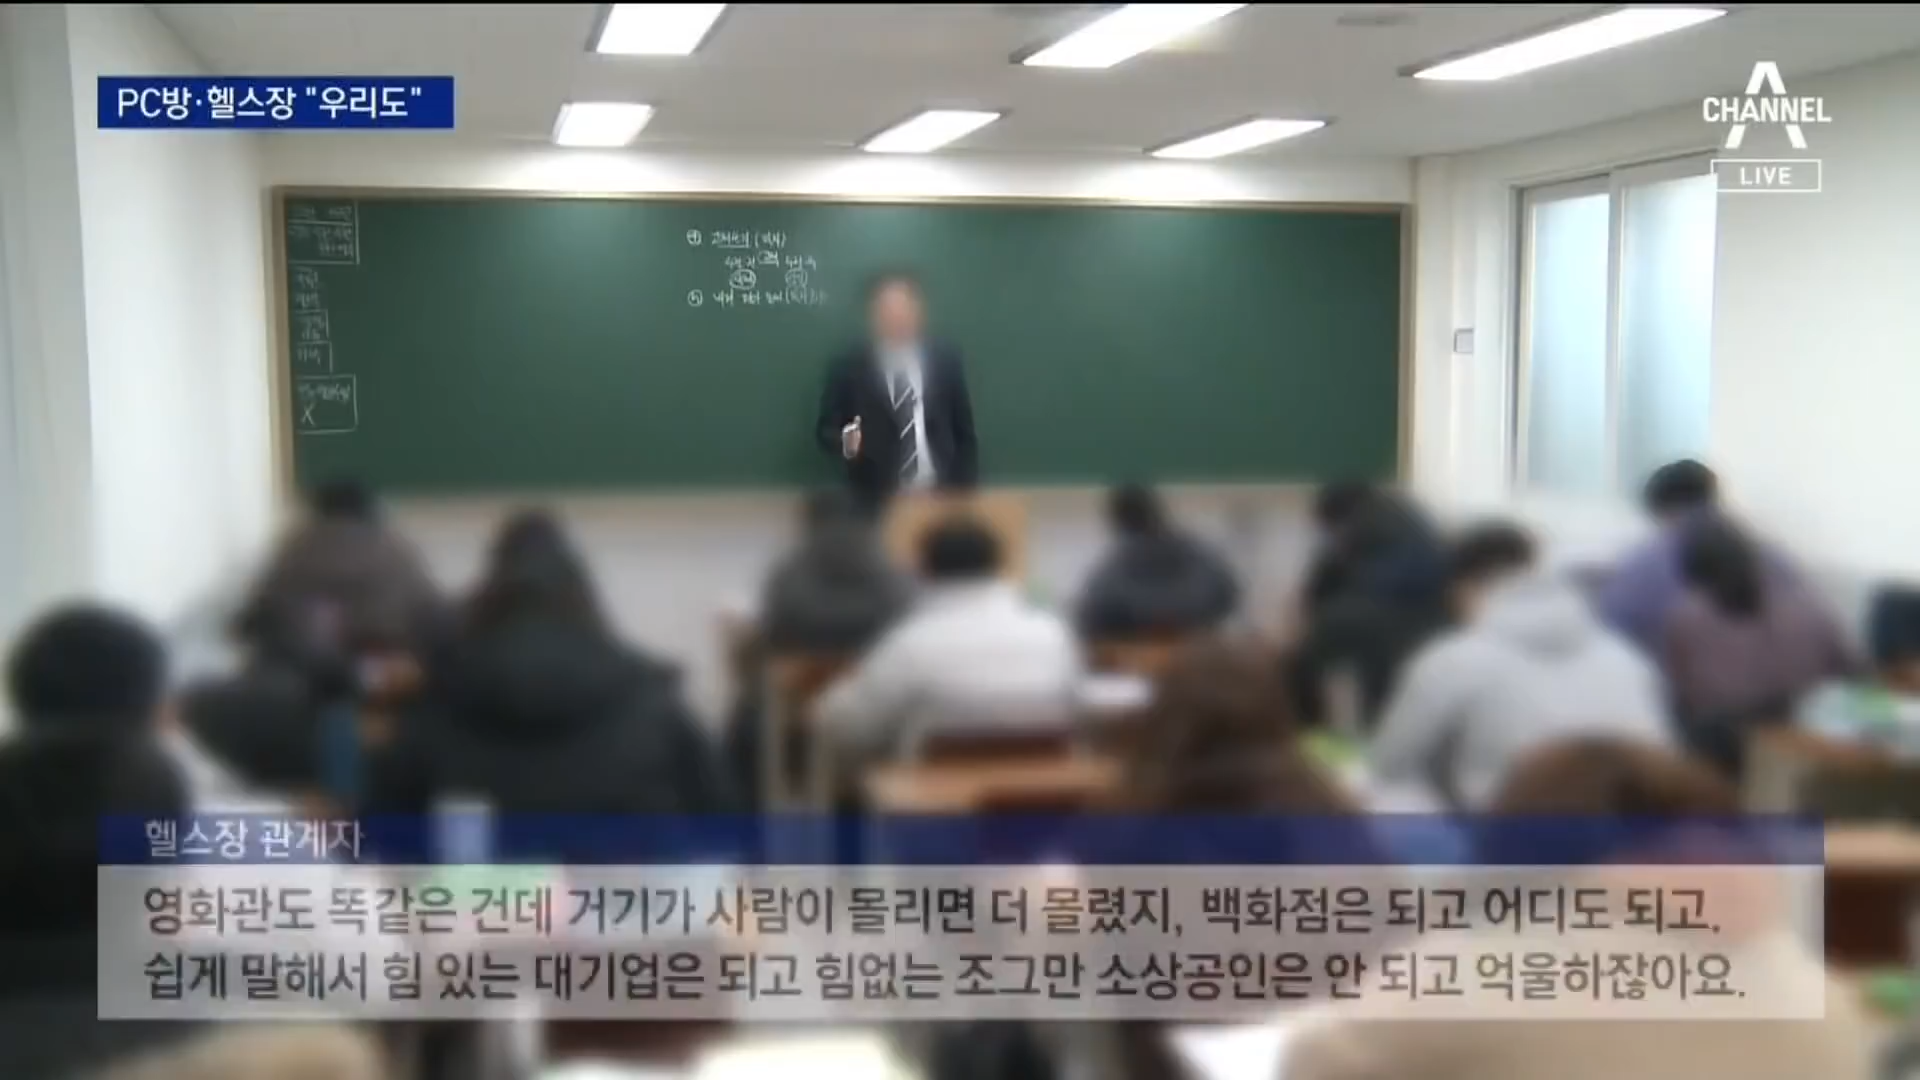 PC방·헬스장 "우리도"
CHANNEL A
LIVE
헬스장 관계자
영화관도 똑같은 건데 거기가 사람이 몰리면 더 몰렸지, 백화점은 되고 어디도 되고.
쉽게 말해서 힘 있는 대기업은 되고 힘없는 조그만 소상공인은 안 되고 억울하잖아요.